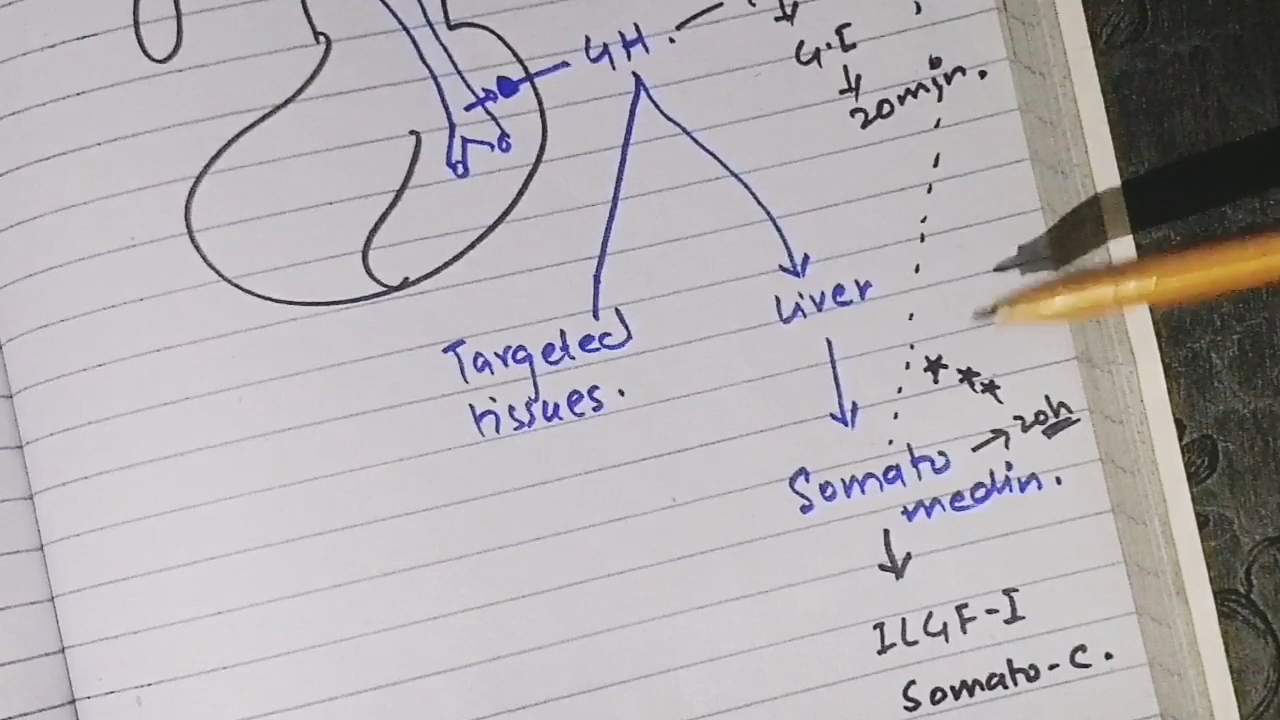 GH.
G.I
20min.
Targeted
tissues.
Liver
20h
Somato
medin.
ILGF-I
Somato-C.